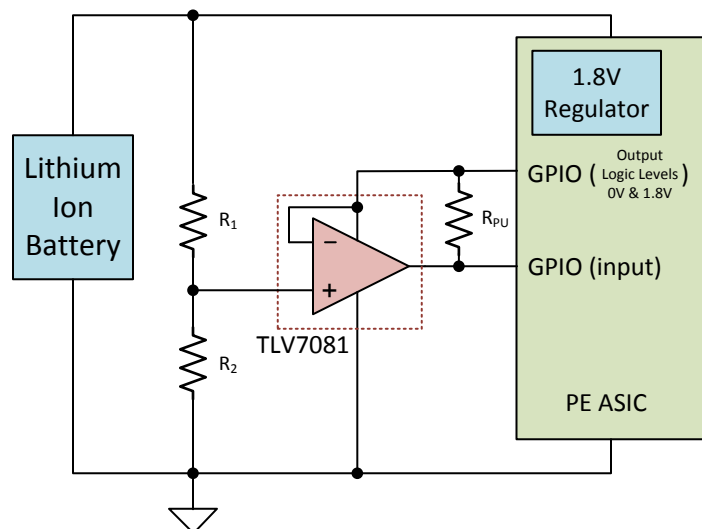 1.8V
Regulator
Lithium
Ion
Battery
R1
R2
−
+
TLV7081
RPU
GPIO (
Output
Logic Levels
0V & 1.8V
)
GPIO (input)
PE ASIC